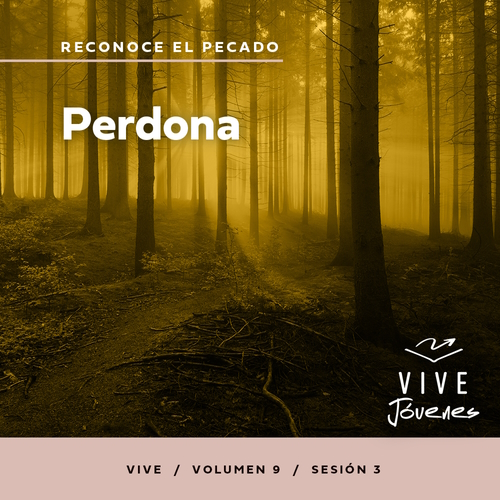 RECONOCE EL PECADO
Perdona
VIVE
Jóvenes
VIVE / VOLUMEN 9 / SESIÓN 3